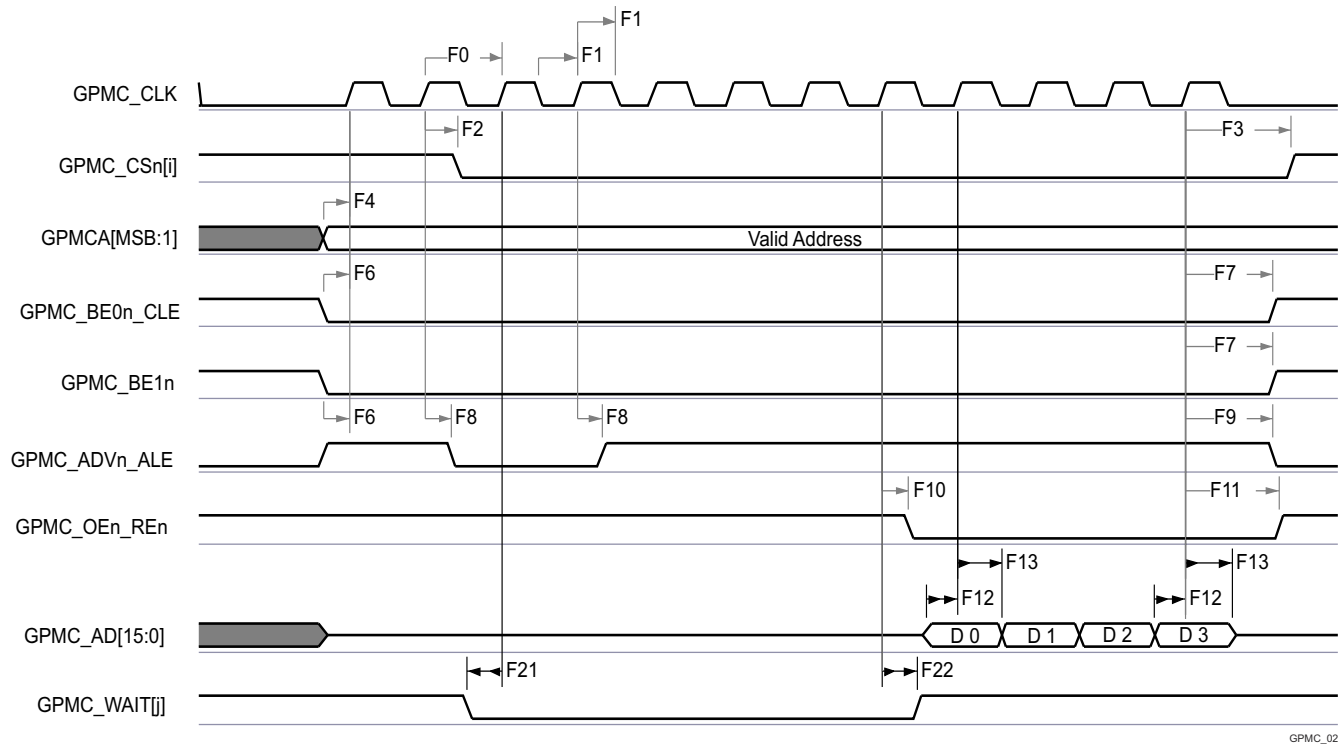 F1
F0
F1
GPMC_CLK
F2
F3
GPMC_CSn[i]
F4
GPMCA[MSB:1]
Valid Address
F6
F7
GPMC_BE0n_CLE
F7
GPMC_BE1n
F6
F8
F8
F9
GPMC_ADVn_ALE
F10
F11
GPMC_OEn_REn
F13
F13
F12
F12
GPMC_AD[15:0]
D 0
D 1
D 2
D 3
F21
F22
GPMC_WAIT[j]
GPMC_02